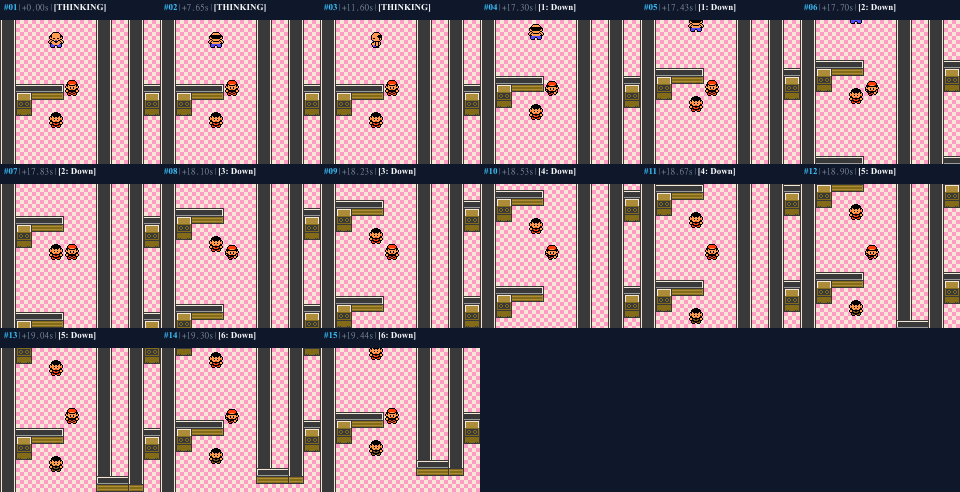 #01|+0.00s|[THINKING]
#02|+7.65s|[THINKING]
#03|+11.60s|[THINKING]
#04|+17.30s|[1: Down]
#05|+17.43s|[1: Down]
#06|+17.70s|[2: Down]
#07|+17.83s|[2: Down]
#08|+18.10s|[3: Down]
#09|+18.23s|[3: Down]
#10|+18.53s|[4: Down]
#11|+18.67s|[4: Down]
#12|+18.90s|[5: Down]
#13|+19.04s|[5: Down]
#14|+19.30s|[6: Down]
#15|+19.44s|[6: Down]